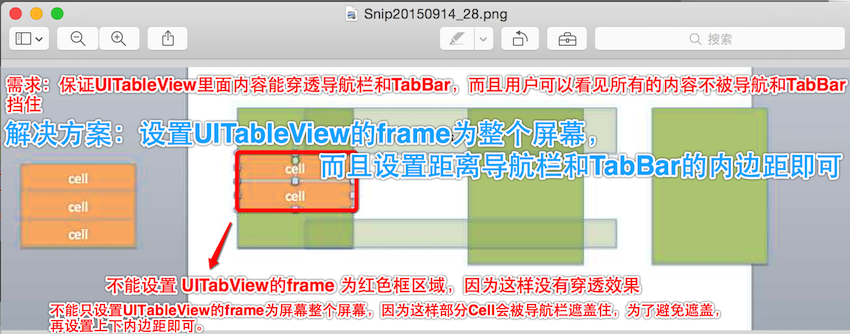 Snip20150914_28.png
搜索
需求：保证UITableView里面内容能穿透导航栏和TabBar，而且用户可以看见所有的内容不被导航和TabBar
挡住
解决方案：设置UITableView的frame为整个屏幕，
而且设置距离导航栏和TabBar的内边距即可
cell
cell
cell
cell
cell
不能设置 UITabView的frame 为红色框区域，因为这样没有穿透效果
不能只设置UITableView的frame为屏幕整个屏幕，因为这样部分Cell会被导航栏遮盖住，为了避免遮盖，
再设置上下内边距即可。